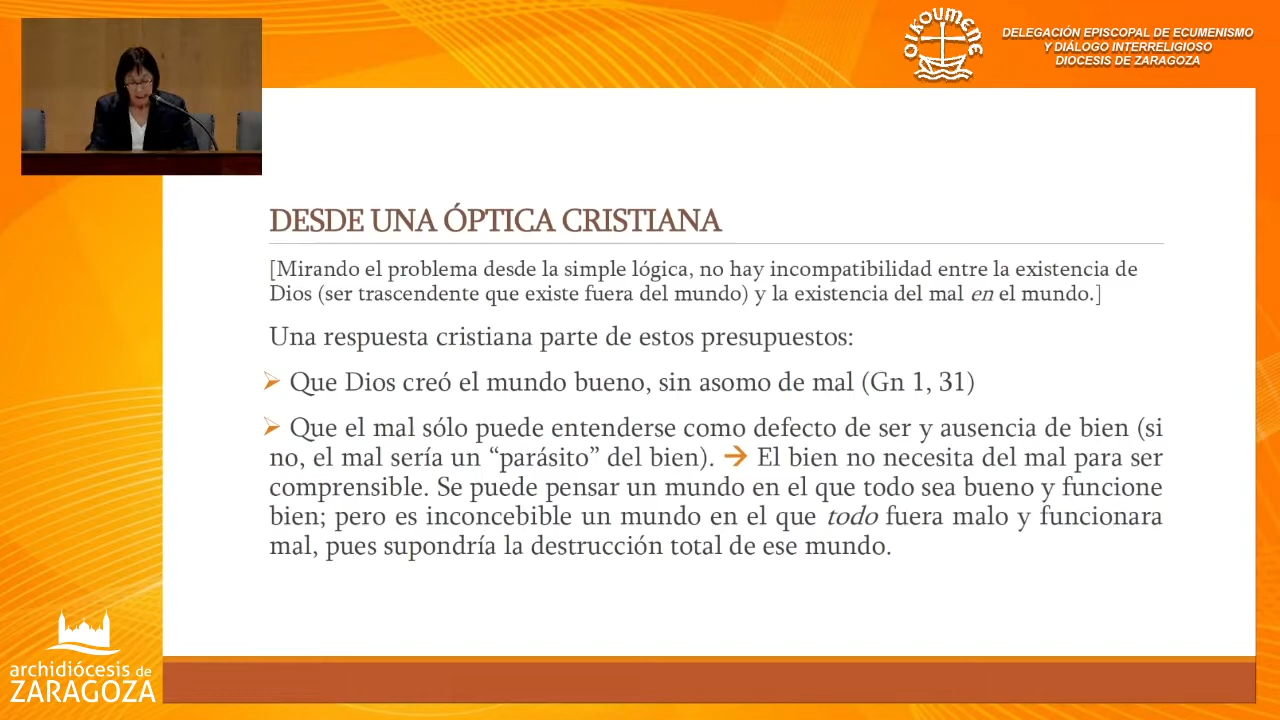 OIKOUMENE
DELEGACIÓN EPISCOPAL DE ECUMENISMO
Y DIÁLOGO INTERRELIGIOSO
DIOCESIS DE ZARAGOZA
DESDE UNA ÓPTICA CRISTIANA
[Mirando el problema desde la simple lógica, no hay incompatibilidad entre la existencia de
Dios (ser trascendente que existe fuera del mundo) y la existencia del mal en el mundo.]
Una respuesta cristiana parte de estos presupuestos:
➢ Que Dios creó el mundo bueno, sin asomo de mal (Gn 1, 31)
➢ Que el mal sólo puede entenderse como defecto de ser y ausencia de bien (si
no, el mal sería un “parásito” del bien). → El bien no necesita del mal para ser
comprensible. Se puede pensar un mundo en el que todo sea bueno y funcione
bien; pero es inconcebible un mundo en el que todo fuera malo y funcionara
mal, pues supondría la destrucción total de ese mundo.
archidiócesis de
ZARAGOZA